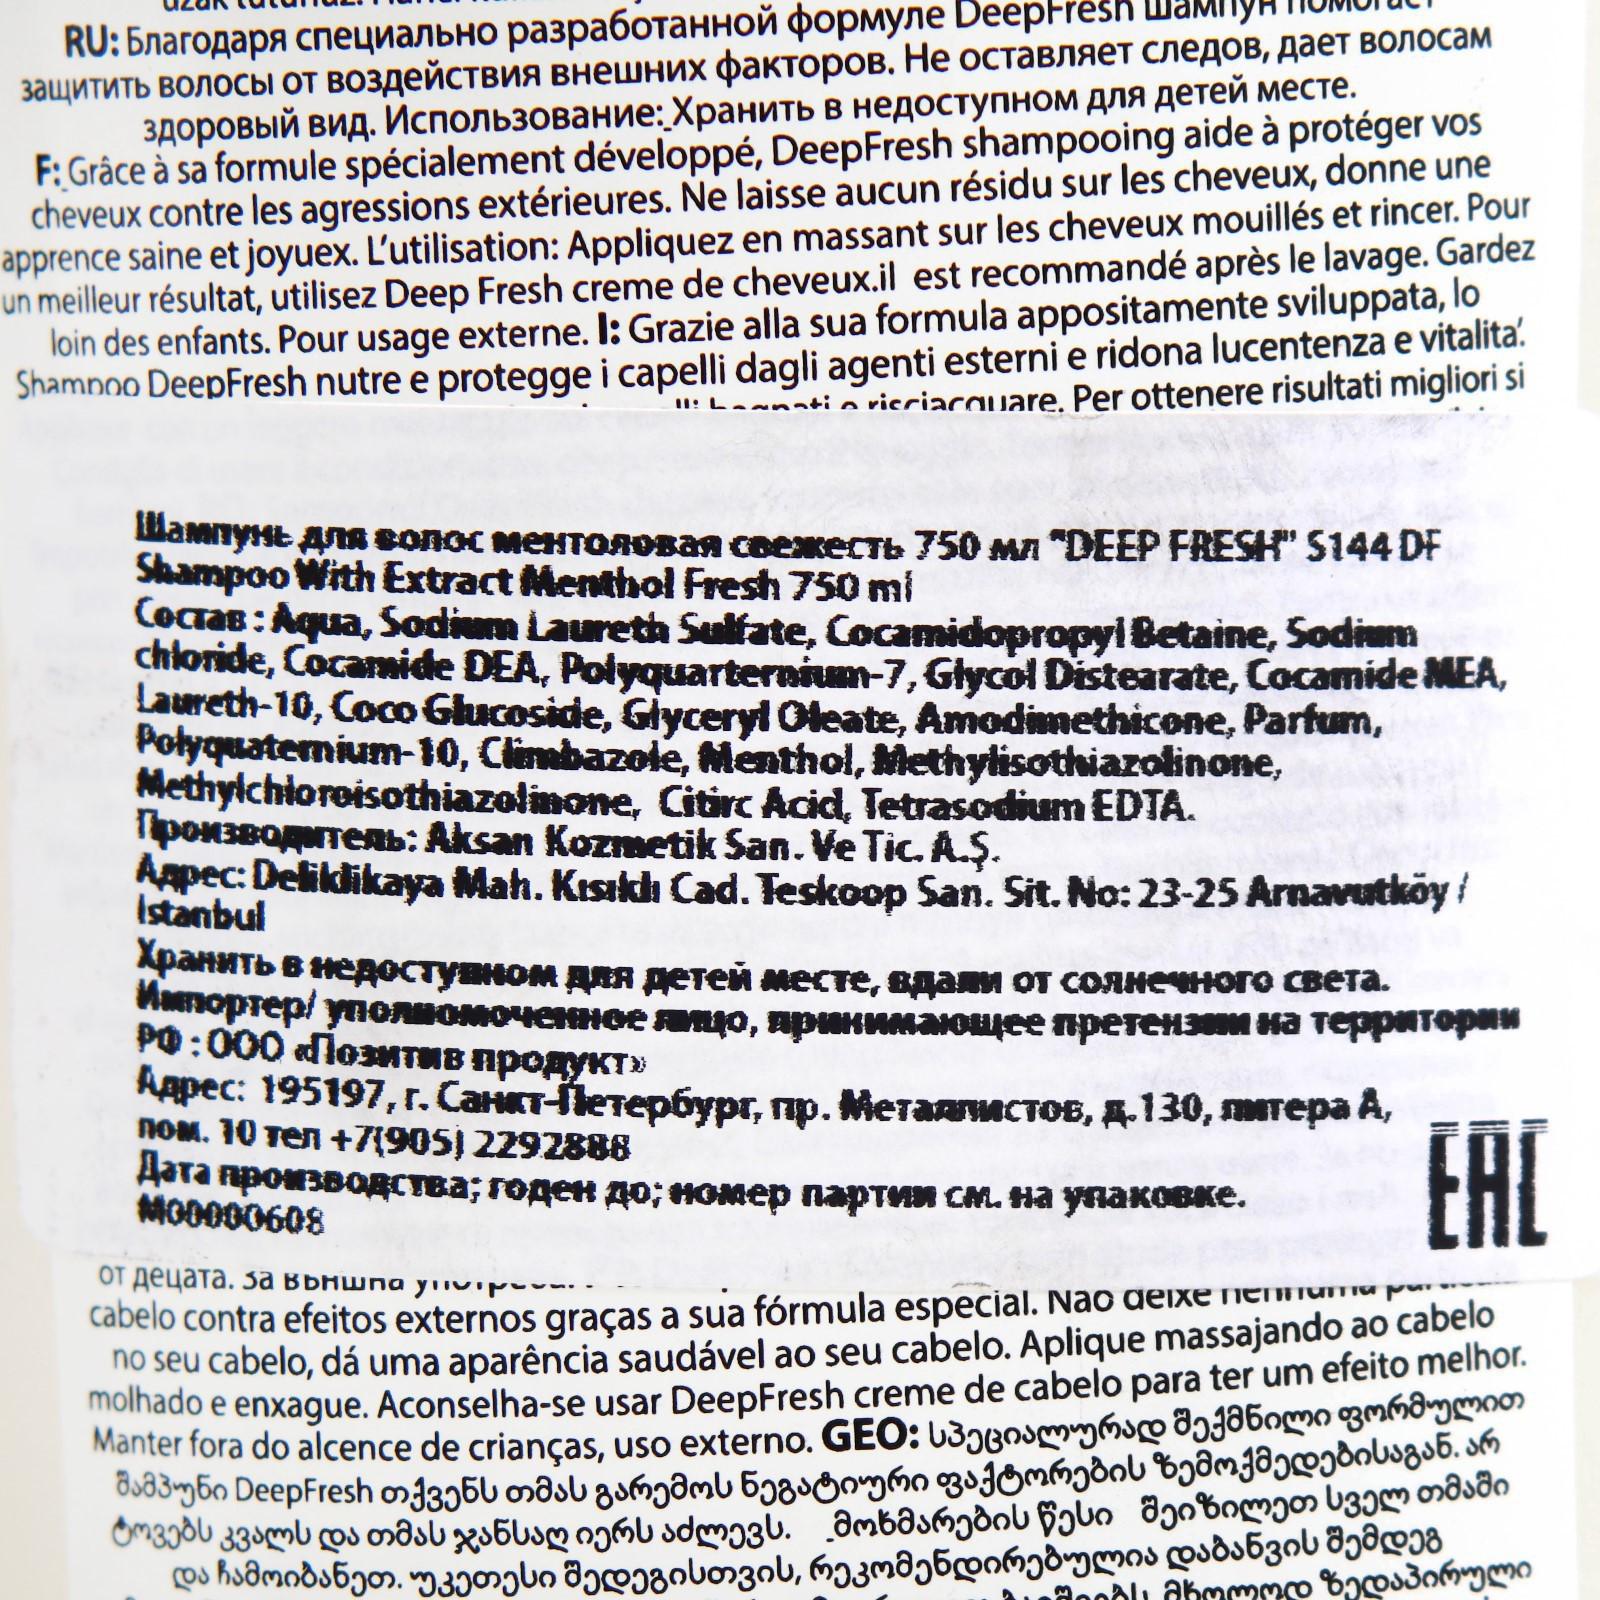 RU: Благодаря специально разработанной формуле DeepFresh шампун помогает
защитить волосы от воздействия внешних факторов. Не оставляет следов, дает волосам
здоровый вид. Использование: Хранить в недоступном для детей месте.
F: Grâce à sa formule spécialement développé, DeepFresh shampooing aide à protéger vos
cheveux contre les agressions extérieures. Ne laisse aucun résidu sur les cheveux, donne une
apprence saine et joyuex. L'utilisation: Appliquez en massant sur les cheveux mouillés et rincer. Pour
un meilleur résultat, utilisez Deep Fresh creme de cheveux.il est recommandé après le lavage. Gardez
loin des enfants. Pour usage externe. I: Grazie alla sua formula appositamente sviluppata, lo
Shampoo DeepFresh nutre e protegge i capelli dagli agenti esterni e ridona lucentenza e vitalita'.
bagnati e risciacquare. Per ottenere risultati migliori si
Шампунь для волос ментоловая свежесть 750 мл "DEEP FRESH" S144 DF
Shampoo With Extract Menthol Fresh 750 ml
Состав : Aqua, Sodium Laureth Sulfate, Cocamidopropyl Betaine, Sodium
chloride, Cocamide DEA, Polyquarternium-7, Glycol Distearate, Cocamide MEA,
Laureth-10, Coco Glucoside, Glyceryl Oleate, Amodimethicone, Parfum,
Polyquaternium-10, Climbazole, Menthol, Methylisothiazolinone,
Methylchloroisothiazolinone, Citirc Acid, Tetrasodium EDTA.
Производитель: Aksan Kozmetik San. Ve Tic. A.Ş.
Адрес: Deliklikaya Mah. Kısıklı Cad. Teskoop San. Sit. No: 23-25 Arnavutköy /
Istanbul
Хранить в недоступном для детей месте, вдали от солнечного света.
Импортер/ уполномоченное лицо, принимающее претензии на территории
РФ : ООО «Позитив продукт»
Адрес: 195197, г. Санкт-Петербург, пр. Металлистов, д.130, литера А,
пом. 10 тел +7(905) 2292888
Дата производства; годен до; номер партии см. на упаковке.
M00000608
EAC
от децата. За външна употреба.
cabelo contra efeitos externos graças a sua fórmula especial. Não deixe nenhuma
no seu cabelo, dá uma aparência saudável ao seu cabelo. Aplique massajando ao cabelo
molhado e enxague. Aconselha-se usar DeepFresh creme de cabelo para ter um efeito melhor.
Manter fora do alcence de crianças, uso externo. GEO: სპეციალურად შექმნილი ფორმულით
შამპუნი DeepFresh თქვენს თმას გარემოს ნეგატიური ფაქტორების ზემოქმედებისაგან. არ
ტოვებს კვალს და თმას ჯანსაღ იერს აძლევს. მოხმარების წესი შეიზილეთ სველ თმაში
და ჩამოიბანეთ. უკეთესი შედეგისთვის, რეკომენდირებულია დაბანვის შემდეგ
მხოლოდ ზედაპირული